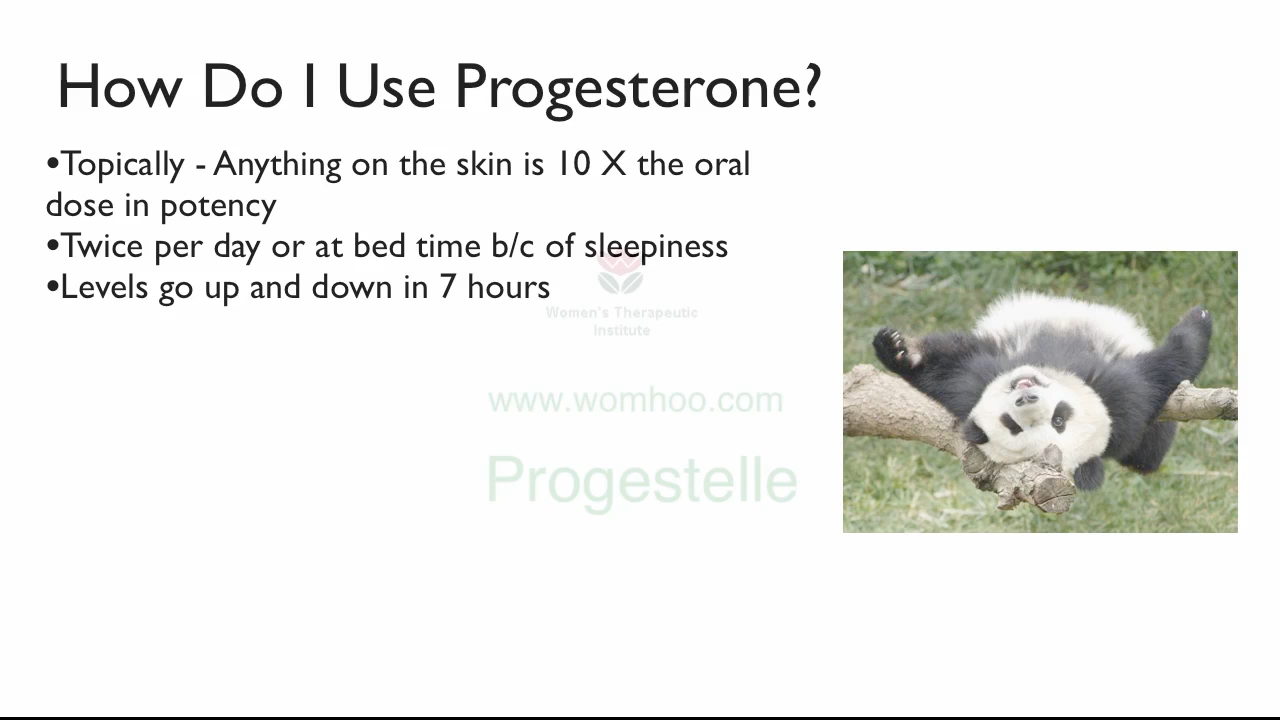 How Do I Use Progesterone?
•Topically - Anything on the skin is 10 X the oral
dose in potency
•Twice per day or at bed time b/c of sleepiness
•Levels go up and down in 7 hours
Women's Therapeutic
Institute
www.womhoo.com
Progestelle